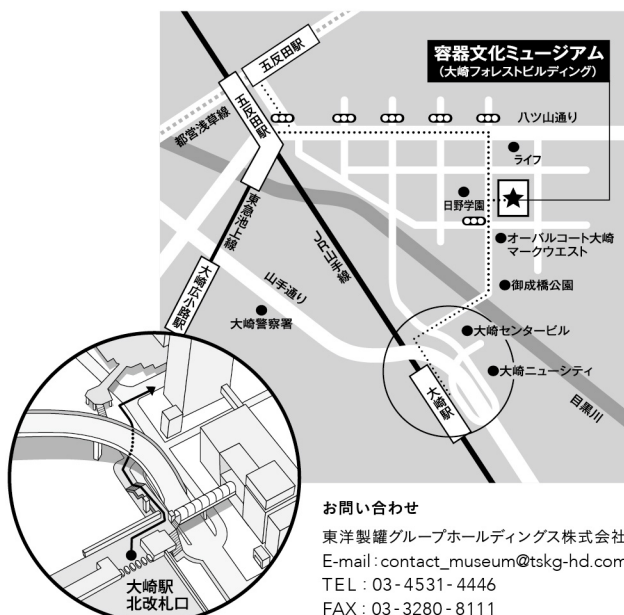 五反田駅
五反田駅
都営浅草線
東急池上線
大崎広小路駅
容器文化ミュージアム
（大崎フォレストビルディング）
八ツ山通り
ライフ
日野学園
オーバルコート大崎
マークウエスト
御成橋公園
山手通り
JR山手線
大崎警察署
大崎センタービル
大崎ニューシティ
大崎駅
目黒川
大崎駅
北改札口
お問い合わせ
東洋製罐グループホールディングス株式会社
E-mail：contact_museum@tskg-hd.com
TEL：03-4531-4446
FAX：03-3280-8111